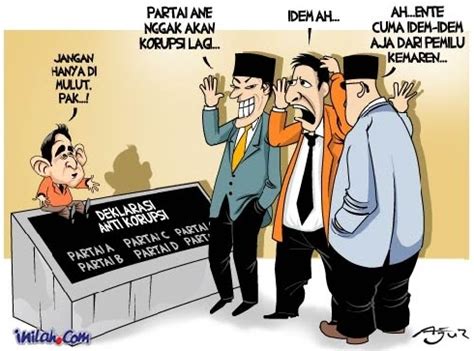 PARTAI ANE
NGGAK AKAN
KORUPSI LAGI...
IDEM AH...
AH...ENTE
CUMA IDEM-IDEM
AJA DARI PEMILU
KEMAREN...
JANGAN
HANYA DI
MULUT,
PAK...!
DEKLARASI
ANTI KORUPSI
PARTAI A PARTAI C PARTAI
PARTAI B PARTAI D PARTAI
inilah.Com